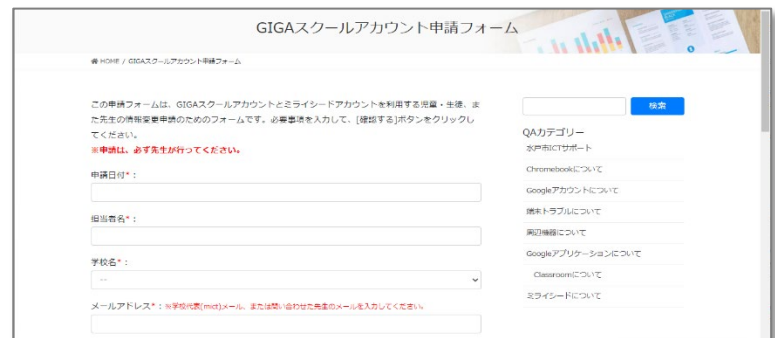 GIGAスクールアカウント申請フォーム
HOME / GIGAスクールアカウント申請フォーム
この申請フォームは、GIGAスクールアカウントとミライシードアカウントを利用する児童・生徒、ま
た先生の情報変更申請のためのフォームです。必要事項を入力して、[確認する]ボタンをクリックし
てください。
※申請は、必ず先生が行ってください。
申請日付*：
担当者名*：
学校名*：
--
メールアドレス*：※学校代表(mict)メール、または問い合わせた先生のメールを入力してください。
検索
QAカテゴリー
水戸市ICTサポート
Chromebookについて
Googleアカウントについて
端末トラブルについて
周辺機器について
Googleアプリケーションについて
Classroomについて
ミライシードについて